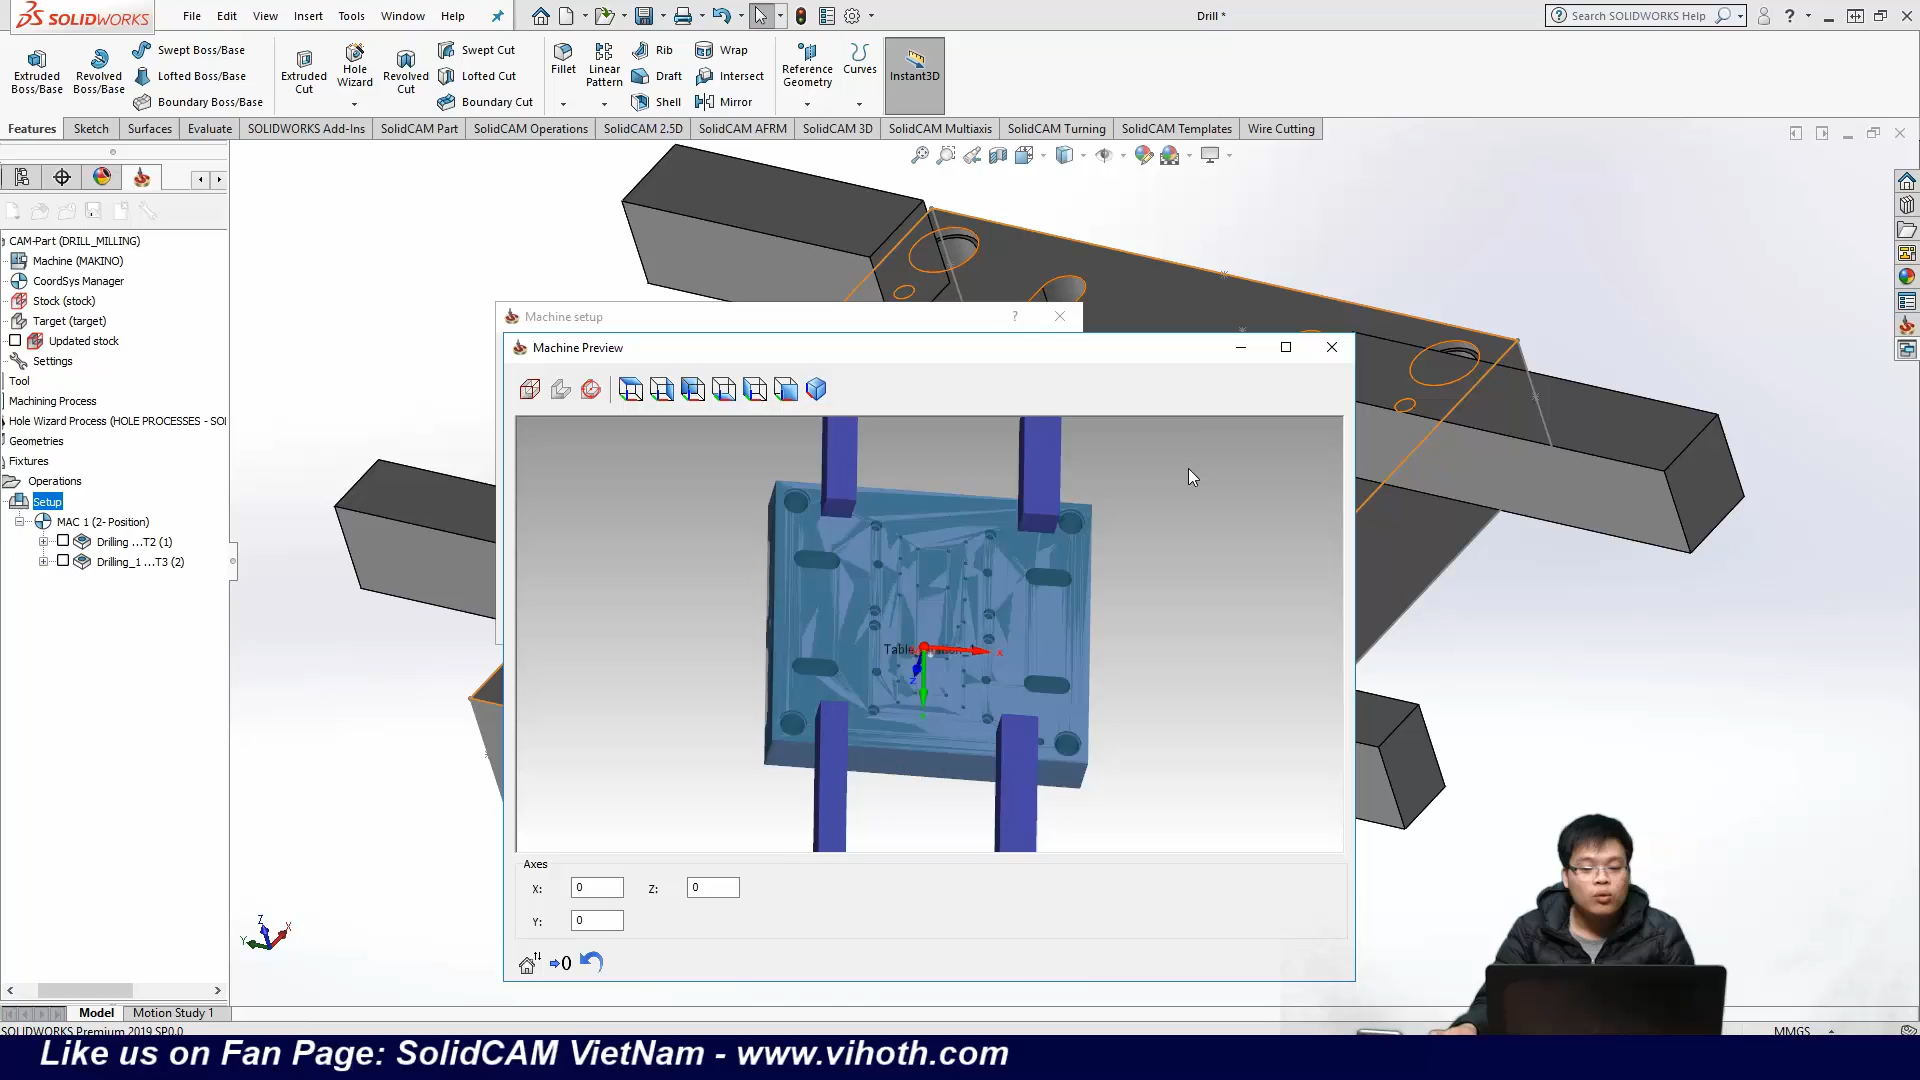 SOLIDWORKS
File Edit View Insert Tools Window Help
Drill *
Search SOLIDWORKS Help
Extruded Boss/Base
Revolved Boss/Base
Swept Boss/Base
Lofted Boss/Base
Boundary Boss/Base
Extruded Cut
Hole Wizard
Revolved Cut
Swept Cut
Lofted Cut
Boundary Cut
Fillet
Linear Pattern
Rib
Draft
Shell
Wrap
Intersect
Mirror
Reference Geometry
Curves
Instant3D
Features Sketch Surfaces Evaluate SOLIDWORKS Add-Ins SolidCAM Part SolidCAM Operations SolidCAM 2.5D SolidCAM AFRM SolidCAM 3D SolidCAM Multiaxis SolidCAM Turning SolidCAM Templates Wire Cutting
CAM-Part (DRILL_MILLING)
Machine (MAKINO)
CoordSys Manager
Stock (stock)
Target (target)
Updated stock
Settings
Tool
Machining Process
Hole Wizard Process (HOLE PROCESSES - SOI
Geometries
Fixtures
Operations
Setup
MAC 1 (2- Position)
Drilling ...T2 (1)
Drilling_1 ...T3 (2)
Machine setup
?
Machine Preview
X
Z
Axes
X: 0 Z: 0
Y: 0
0
Z X
Y
Model Motion Study 1
SOLIDWORKS Premium 2019 SP0.0
MMGS
Like us on Fan Page: SolidCAM VietNam - www.vihoth.com